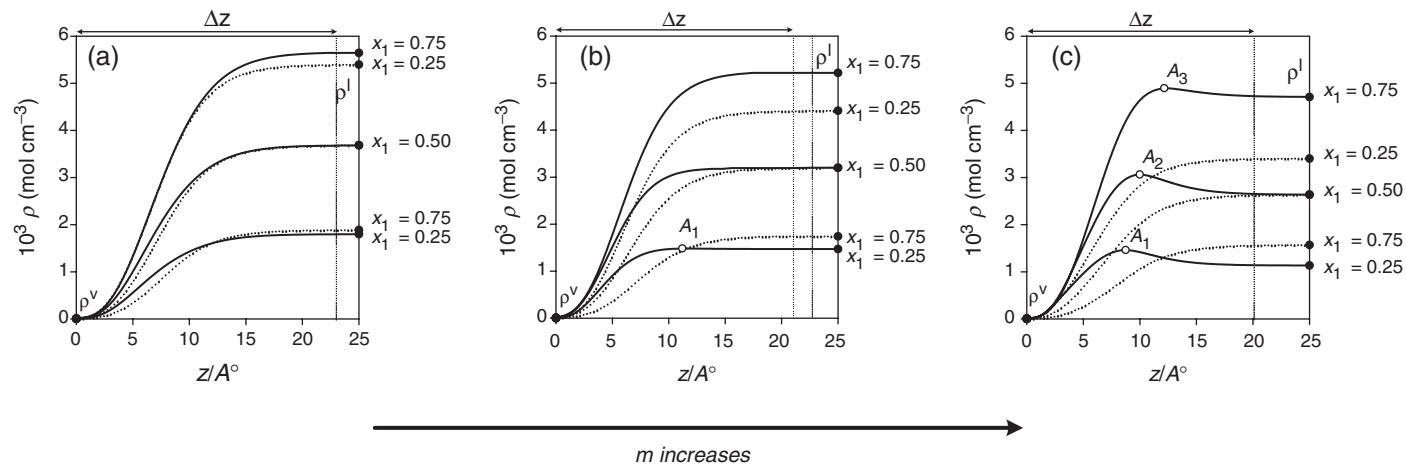 Δz
(a)
10³ ρ (mol cm⁻³)
6
5
4
3
2
1
0
ρᵛ
ρˡ
x₁ = 0.75
x₁ = 0.25
x₁ = 0.50
x₁ = 0.75
x₁ = 0.25
0 5 10 15 20 25
z/A°
Δz
(b)
10³ ρ (mol cm⁻³)
6
5
4
3
2
1
0
ρᵛ
A₁
ρˡ
x₁ = 0.75
x₁ = 0.25
x₁ = 0.50
x₁ = 0.75
x₁ = 0.25
0 5 10 15 20 25
z/A°
Δz
(c)
10³ ρ (mol cm⁻³)
6
5
4
3
2
1
0
ρᵛ
A₃
A₂
A₁
ρˡ
x₁ = 0.75
x₁ = 0.25
x₁ = 0.50
x₁ = 0.75
x₁ = 0.25
0 5 10 15 20 25
z/A°
m increases